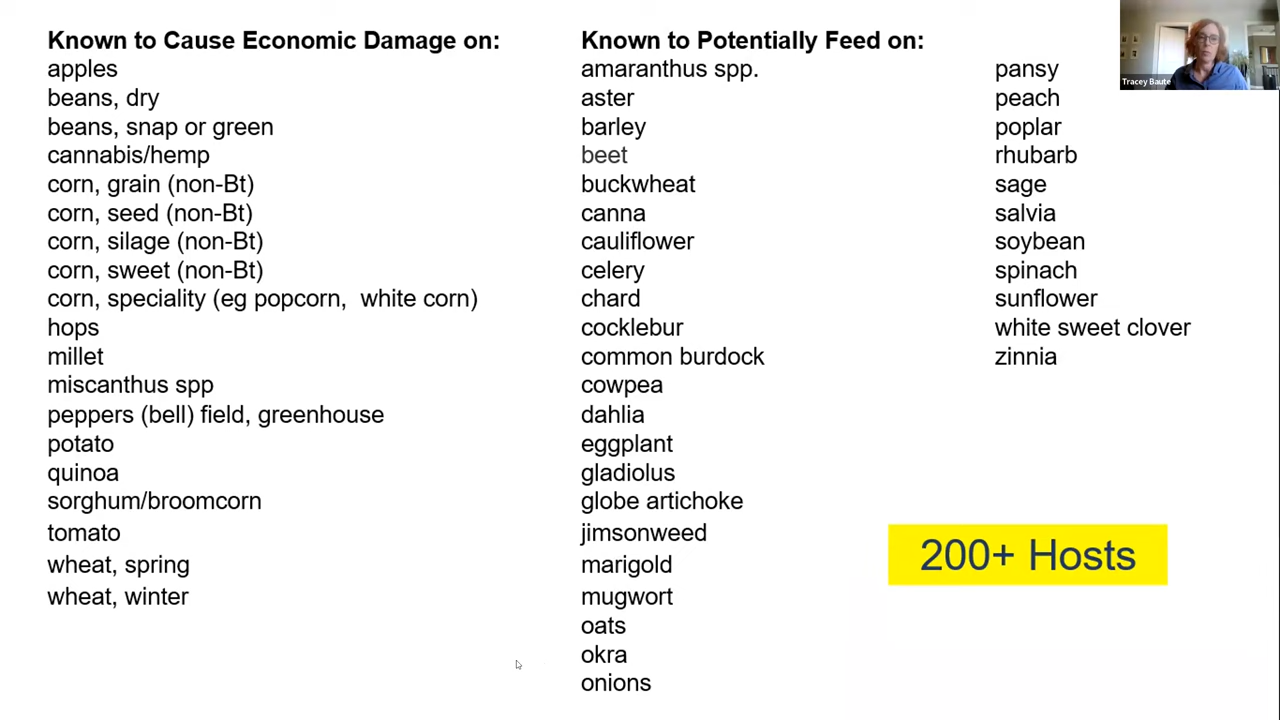 Known to Cause Economic Damage on:
apples
beans, dry
beans, snap or green
cannabis/hemp
corn, grain (non-Bt)
corn, seed (non-Bt)
corn, silage (non-Bt)
corn, sweet (non-Bt)
corn, speciality (eg popcorn, white corn)
hops
millet
miscanthus spp
peppers (bell) field, greenhouse
potato
quinoa
sorghum/broomcorn
tomato
wheat, spring
wheat, winter
Known to Potentially Feed on:
amaranthus spp.
aster
barley
beet
buckwheat
canna
cauliflower
celery
chard
cocklebur
common burdock
cowpea
dahlia
eggplant
gladiolus
globe artichoke
jimsonweed
marigold
mugwort
oats
okra
onions
pansy
peach
poplar
rhubarb
sage
salvia
soybean
spinach
sunflower
white sweet clover
zinnia
200+ Hosts
Tracey Baute